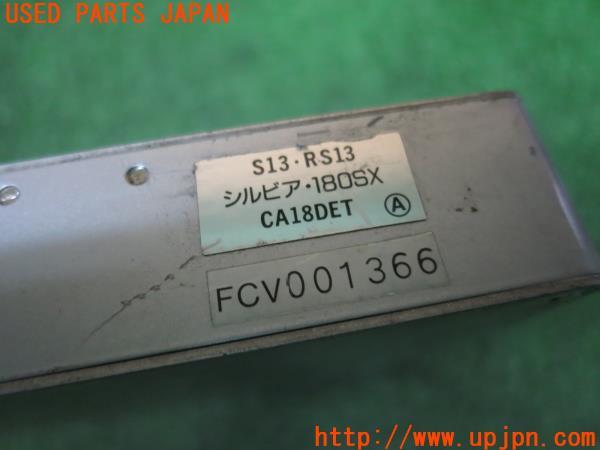 USED PARTS JAPAN
S13・RS13
シルビア・180SX
CA18DET Ⓐ
FCV001366
http://www.upjpn.com/